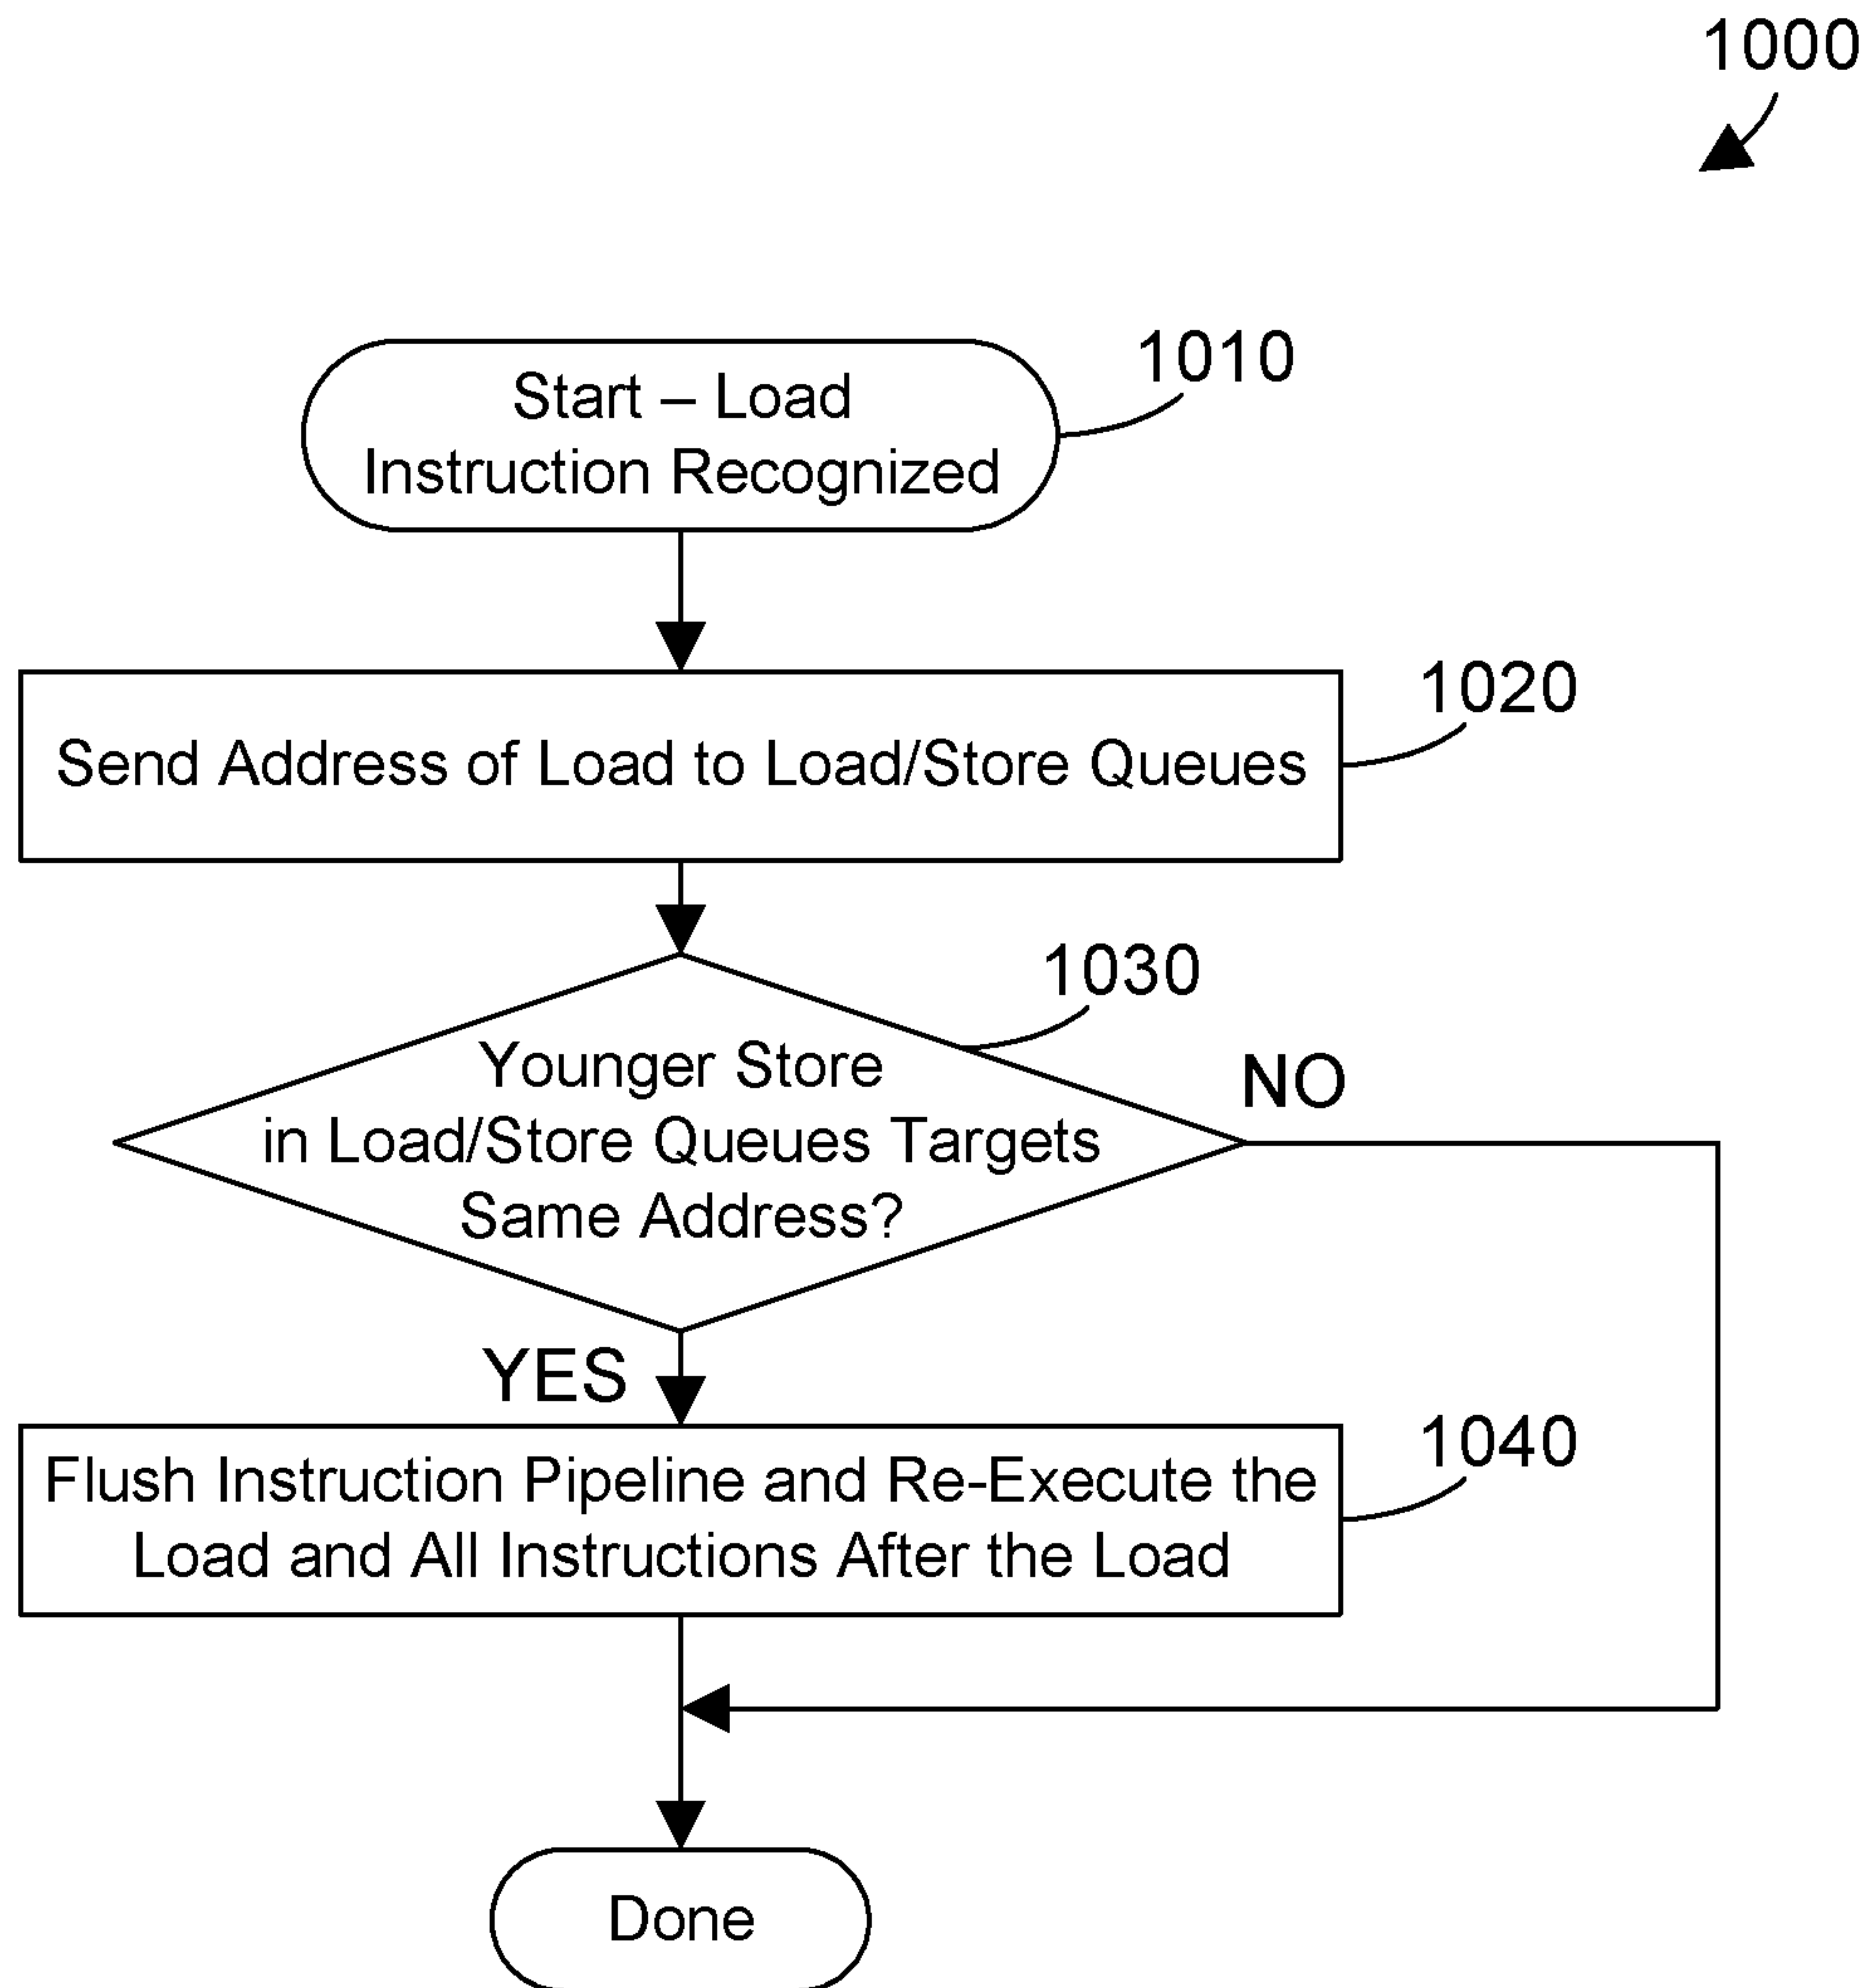 1000
1010
Start – Load
Instruction Recognized
1020
Send Address of Load to Load/Store Queues
1030
Younger Store
in Load/Store Queues Targets
Same Address?
NO
YES
1040
Flush Instruction Pipeline and Re-Execute the
Load and All Instructions After the Load
Done